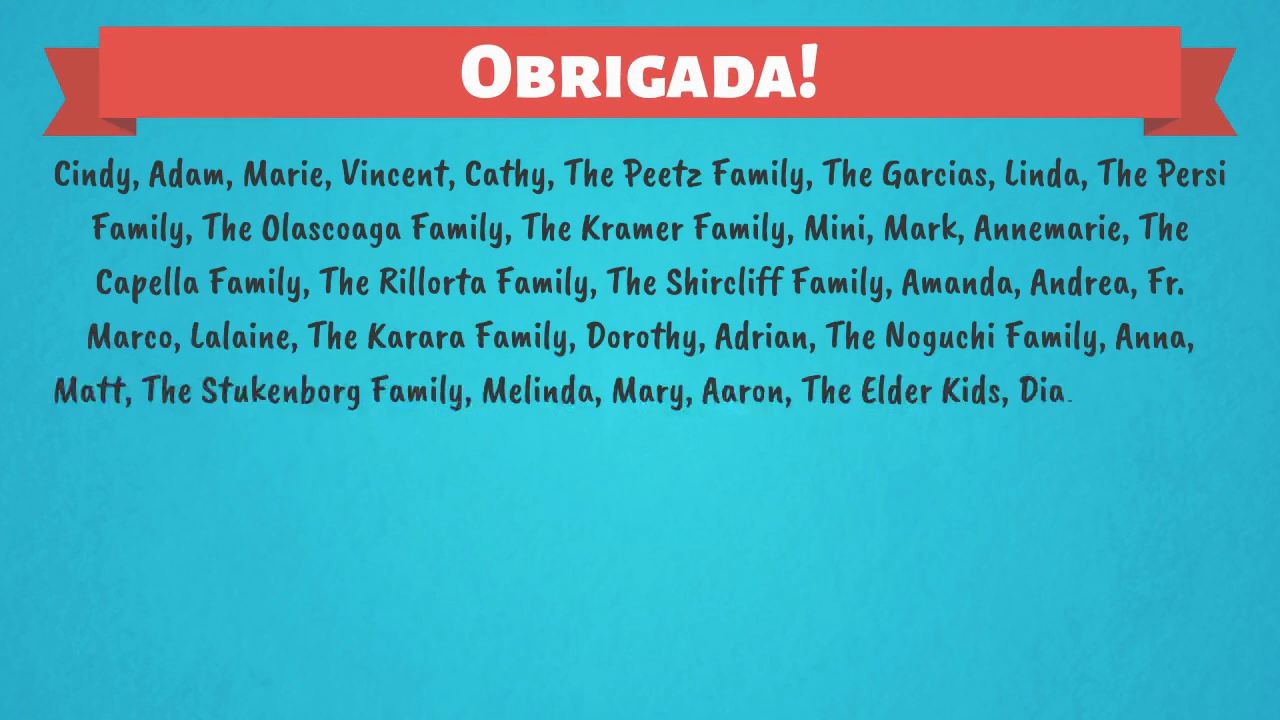 OBRIGADA!
Cindy, Adam, Marie, Vincent, Cathy, The Peetz Family, The Garcias, Linda, The Persi
Family, The Olascoaga Family, The Kramer Family, Mini, Mark, Annemarie, The
Capella Family, The Rillorta Family, The Shircliff Family, Amanda, Andrea, Fr.
Marco, Lalaine, The Karara Family, Dorothy, Adrian, The Noguchi Family, Anna,
Matt, The Stukenborg Family, Melinda, Mary, Aaron, The Elder Kids, Dia